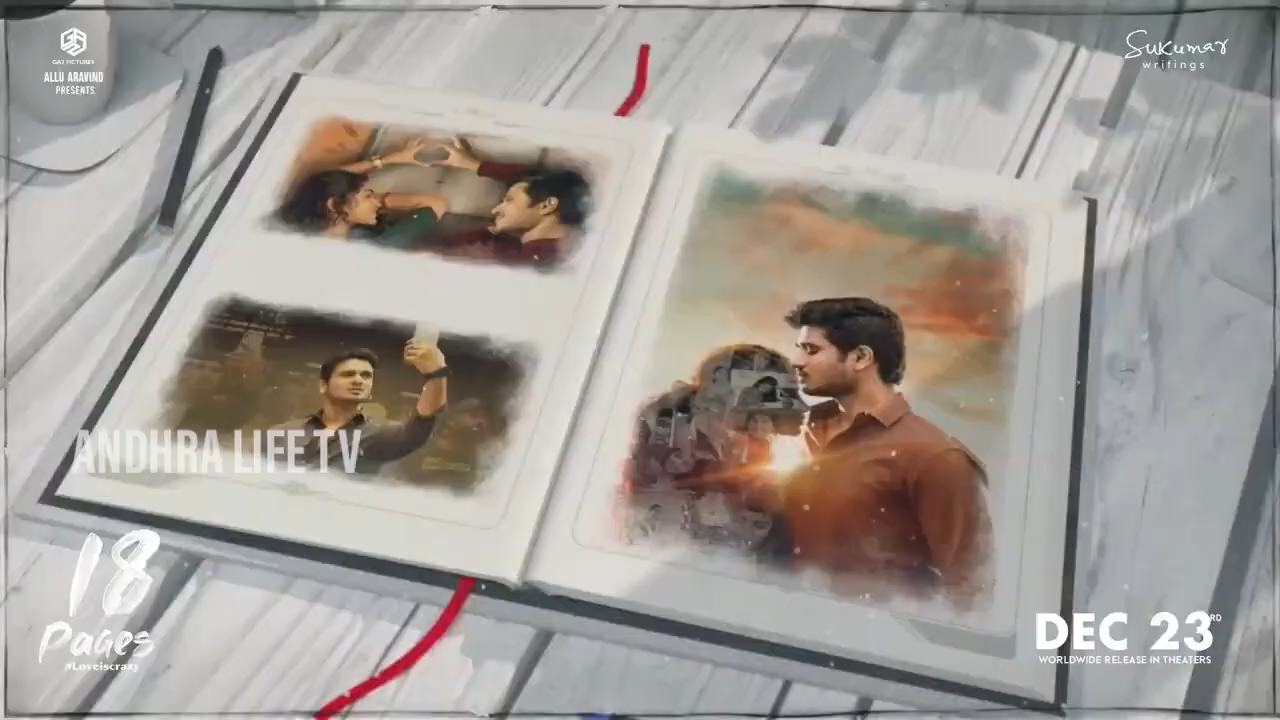 GA2 PICTURES
ALLU ARAVIND
PRESENTS
Sukumar
writings
ANDHRA LIFE TV
18
Pages
#Loveiscrazy
DEC 23RD
WORLDWIDE RELEASE IN THEATERS